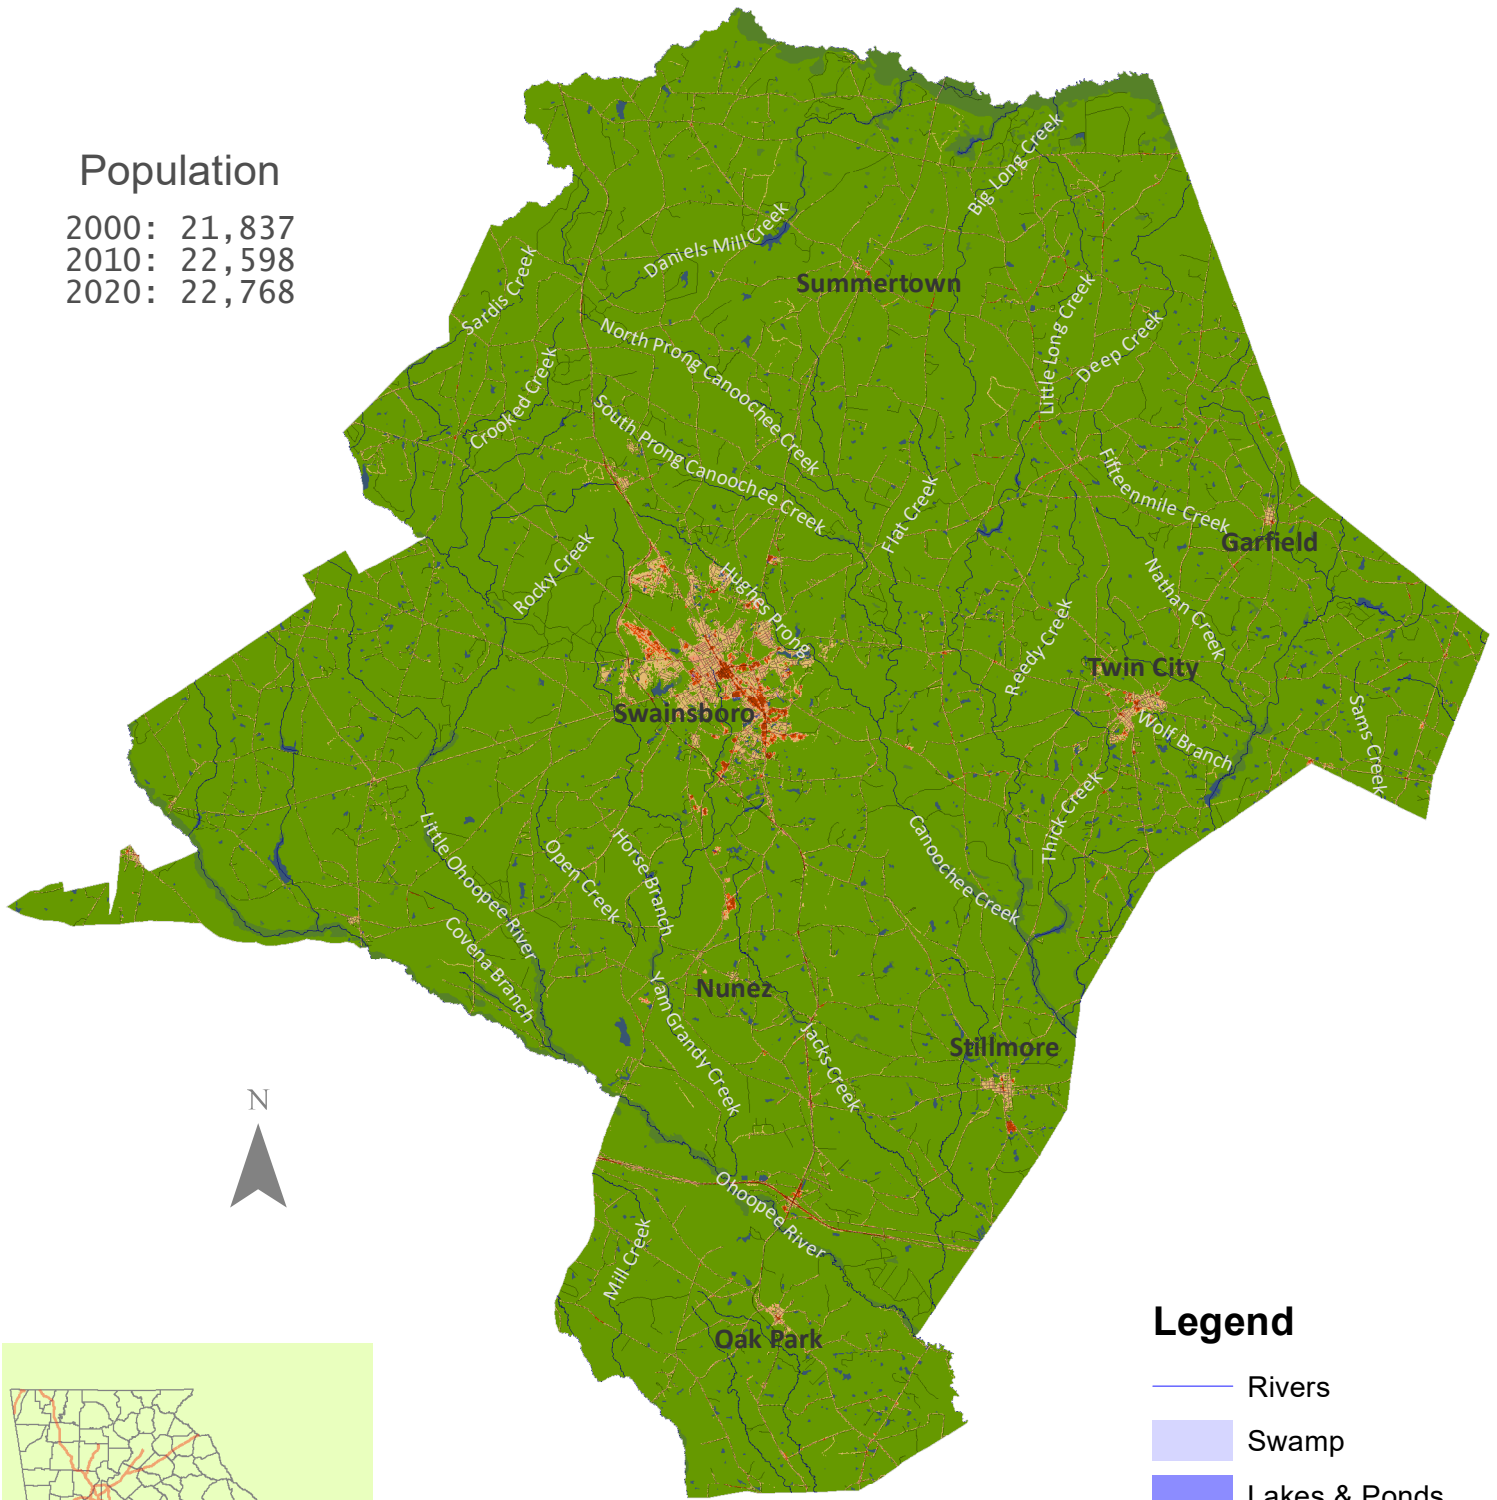 Population
2000: 21,837
2010: 22,598
2020: 22,768
Big Long Creek
Daniels Mill Creek
Sardis Creek
Summertown
Little Long Creek
Deep Creek
North Prong Canoochee Creek
Crooked Creek
South Prong Canoochee Creek
Flat Creek
Fifteenmile Creek
Garfield
Rocky Creek
Hughes Prong
Nathan Creek
Reedy Creek
Twin City
Swainsboro
Wolf Branch
Sams Creek
Thick Creek
Little Ohoopee River
Open Creek
Horse Branch
Canoochee Creek
Covena Branch
Nunez
Yam Grandy Creek
Jacks Creek
Stillmore
N
Ohoopee River
Mill Creek
Oak Park
Legend
Rivers
Swamp
Lakes & Ponds